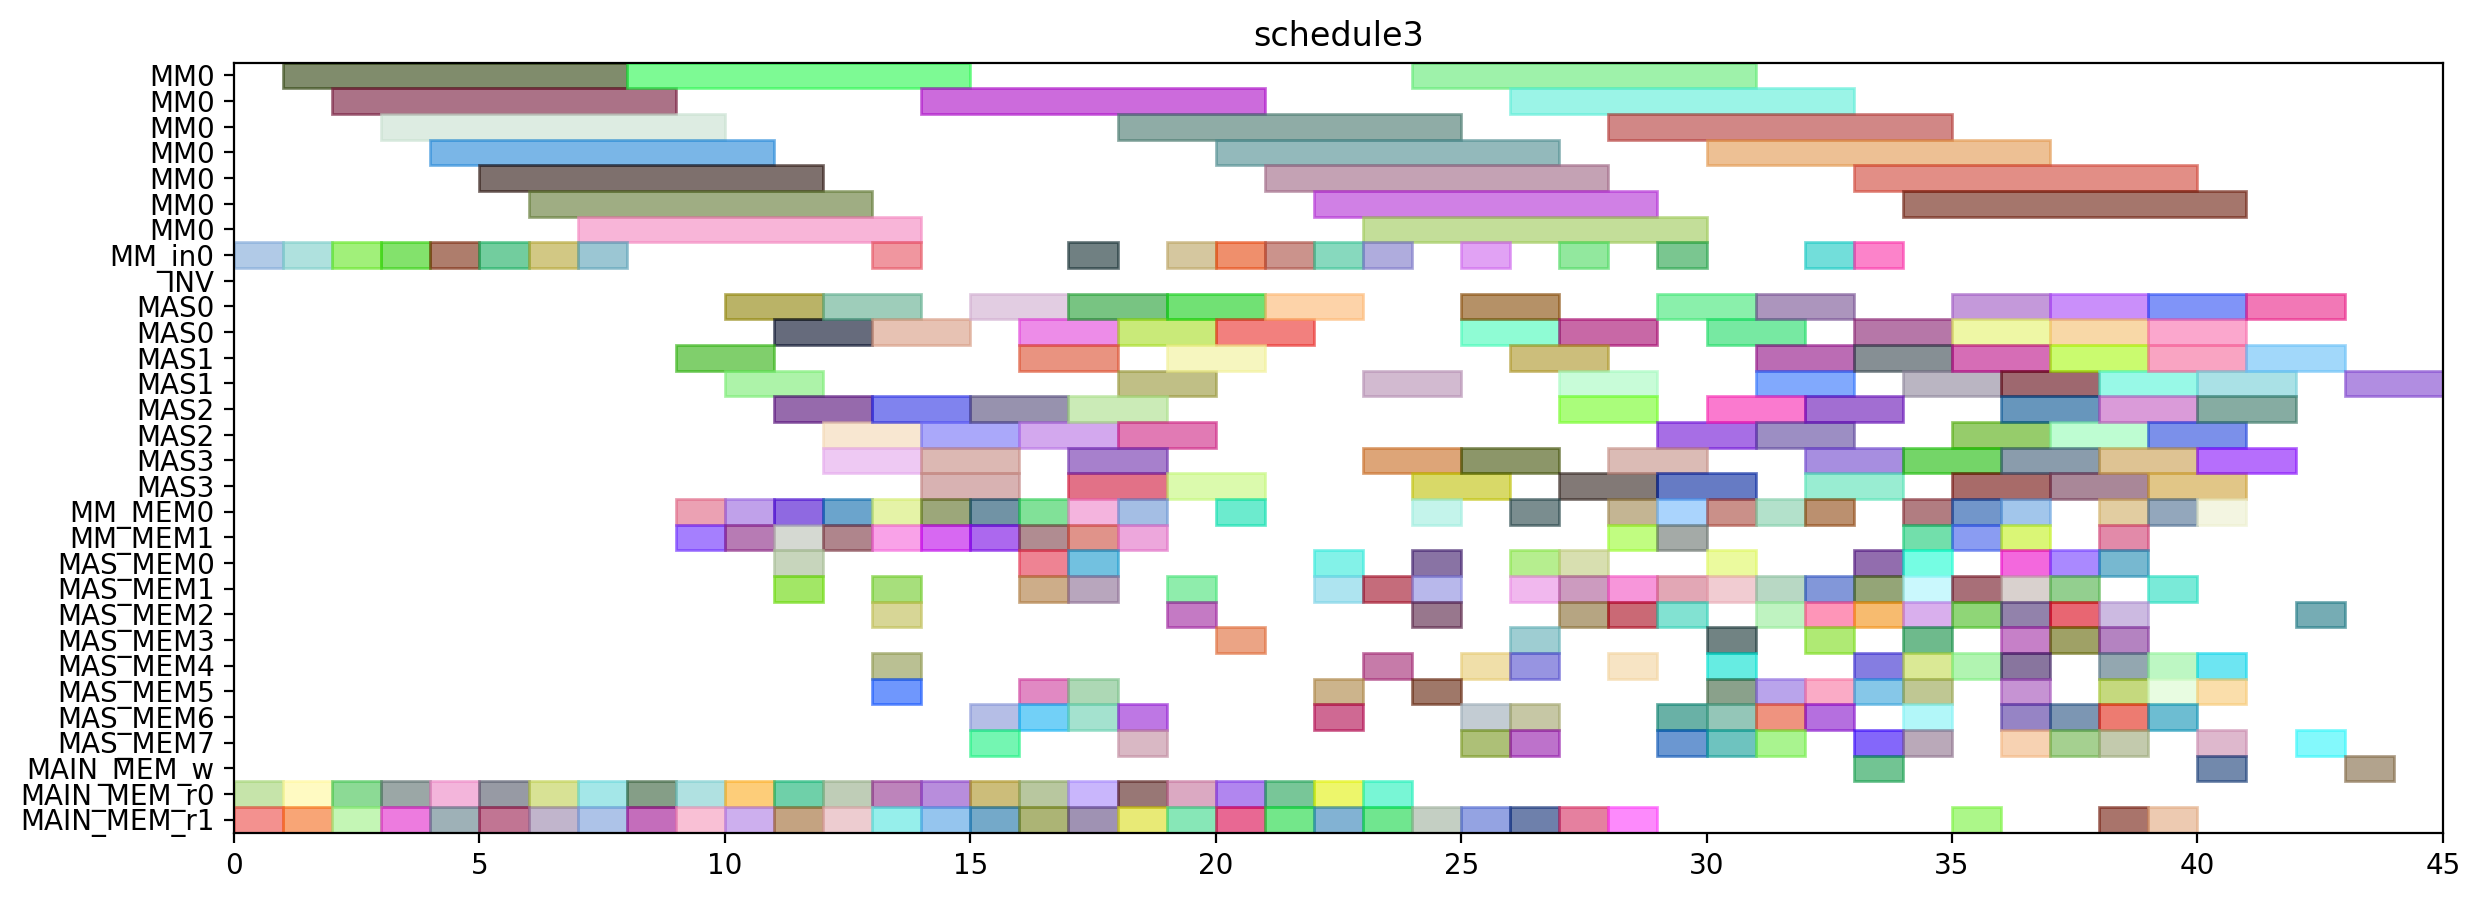 schedule3
MM0
MM0
MM0
MM0
MM0
MM0
MM0
MM_in0
INV
MAS0
MAS0
MAS1
MAS1
MAS2
MAS2
MAS3
MAS3
MM_MEM0
MM_MEM1
MAS_MEM0
MAS_MEM1
MAS_MEM2
MAS_MEM3
MAS_MEM4
MAS_MEM5
MAS_MEM6
MAS_MEM7
MAIN_MEM_w
MAIN_MEM_r0
MAIN_MEM_r1
0 5 10 15 20 25 30 35 40 45